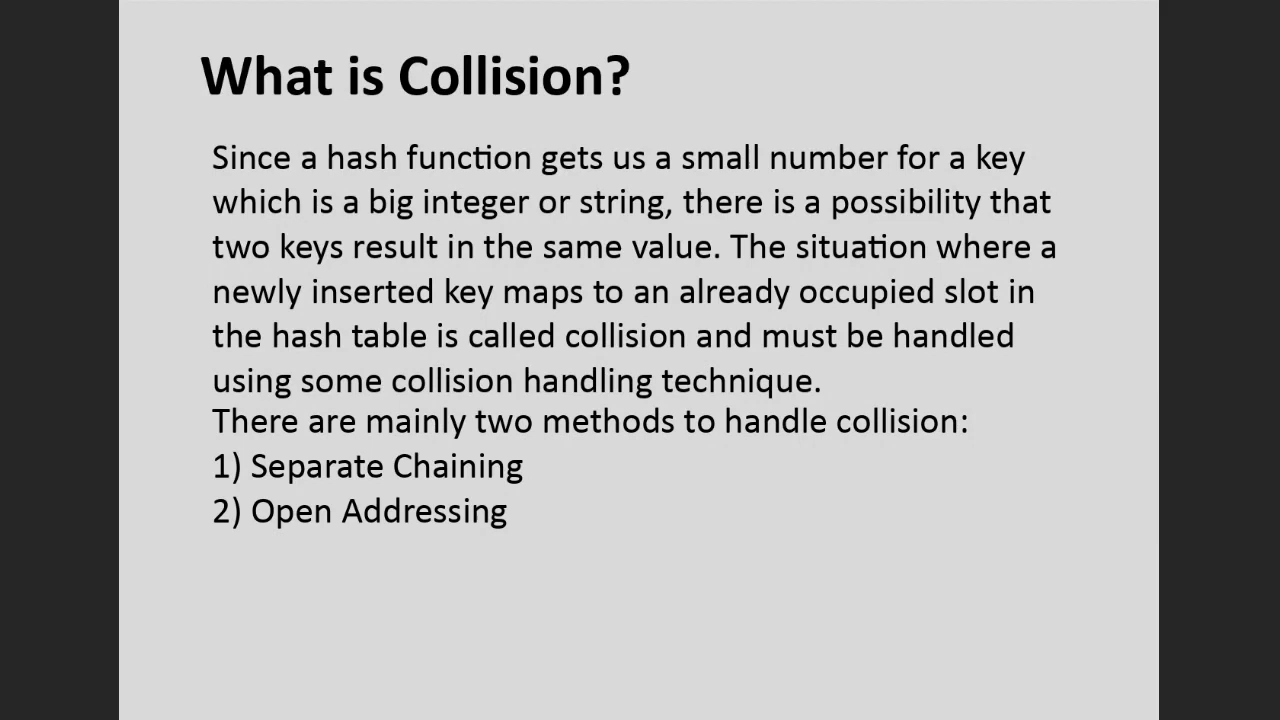 What is Collision?
Since a hash function gets us a small number for a key
which is a big integer or string, there is a possibility that
two keys result in the same value. The situation where a
newly inserted key maps to an already occupied slot in
the hash table is called collision and must be handled
using some collision handling technique.
There are mainly two methods to handle collision:
1) Separate Chaining
2) Open Addressing